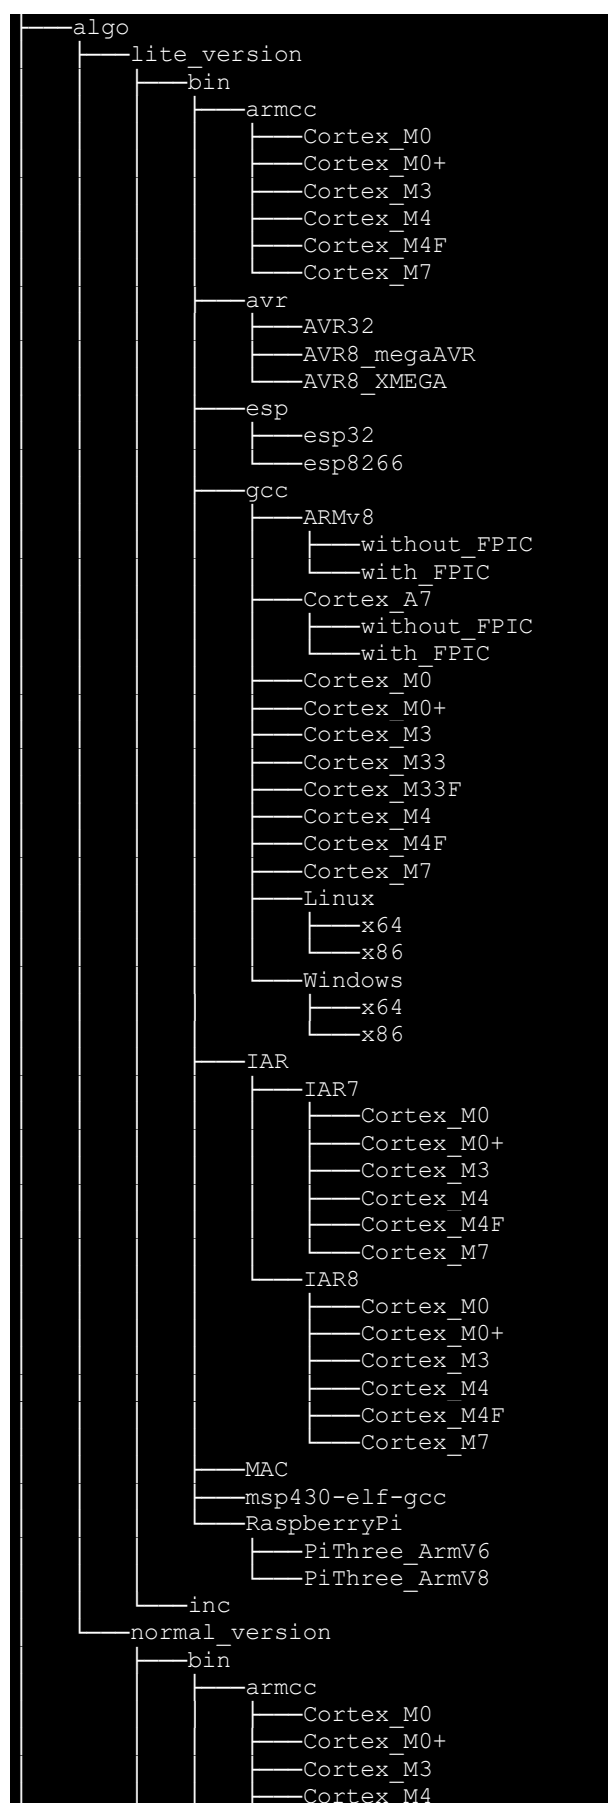 algo
lite_version
bin
armcc
Cortex_M0
Cortex_M0+
Cortex_M3
Cortex_M4
Cortex_M4F
Cortex_M7
avr
AVR32
AVR8_megaAVR
AVR8_XMEGA
esp
esp32
esp8266
gcc
ARMv8
without_FPIC
with_FPIC
Cortex_A7
without_FPIC
with_FPIC
Cortex_M0
Cortex_M0+
Cortex_M3
Cortex_M33
Cortex_M33F
Cortex_M4
Cortex_M4F
Cortex_M7
Linux
x64
x86
Windows
x64
x86
IAR
IAR7
Cortex_M0
Cortex_M0+
Cortex_M3
Cortex_M4
Cortex_M4F
Cortex_M7
IAR8
Cortex_M0
Cortex_M0+
Cortex_M3
Cortex_M4
Cortex_M4F
Cortex_M7
MAC
msp430-elf-gcc
RaspberryPi
PiThree_ArmV6
PiThree_ArmV8
inc
normal_version
bin
armcc
Cortex_M0
Cortex_M0+
Cortex_M3
Cortex_M4